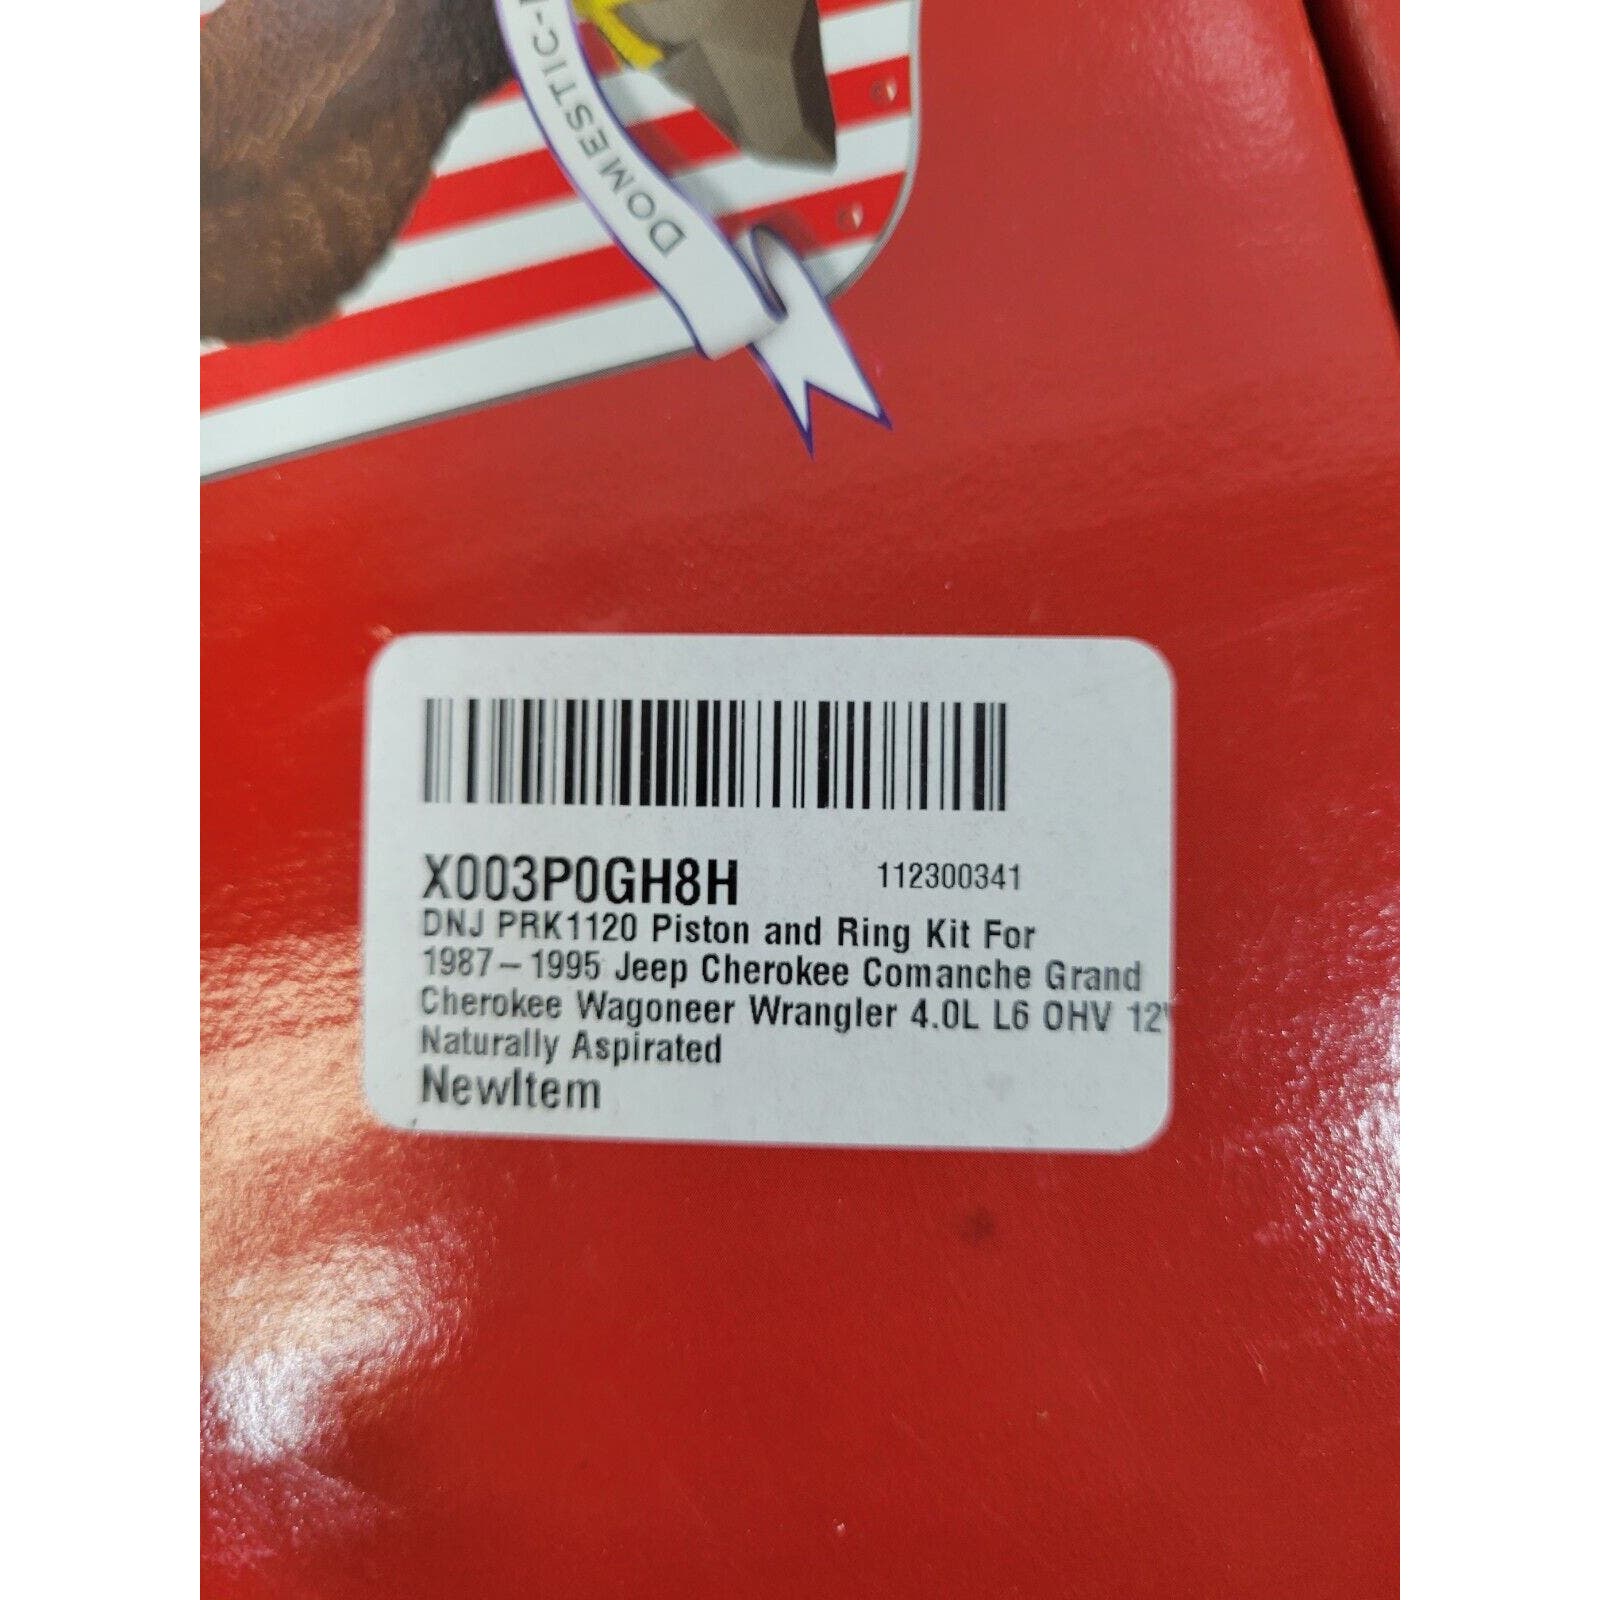 DOMESTIC-
X003P0GH8H 112300341
DNJ PRK1120 Piston and Ring Kit For
1987–1995 Jeep Cherokee Comanche Grand
Cherokee Wagoneer Wrangler 4.0L L6 OHV 12
Naturally Aspirated
NewItem